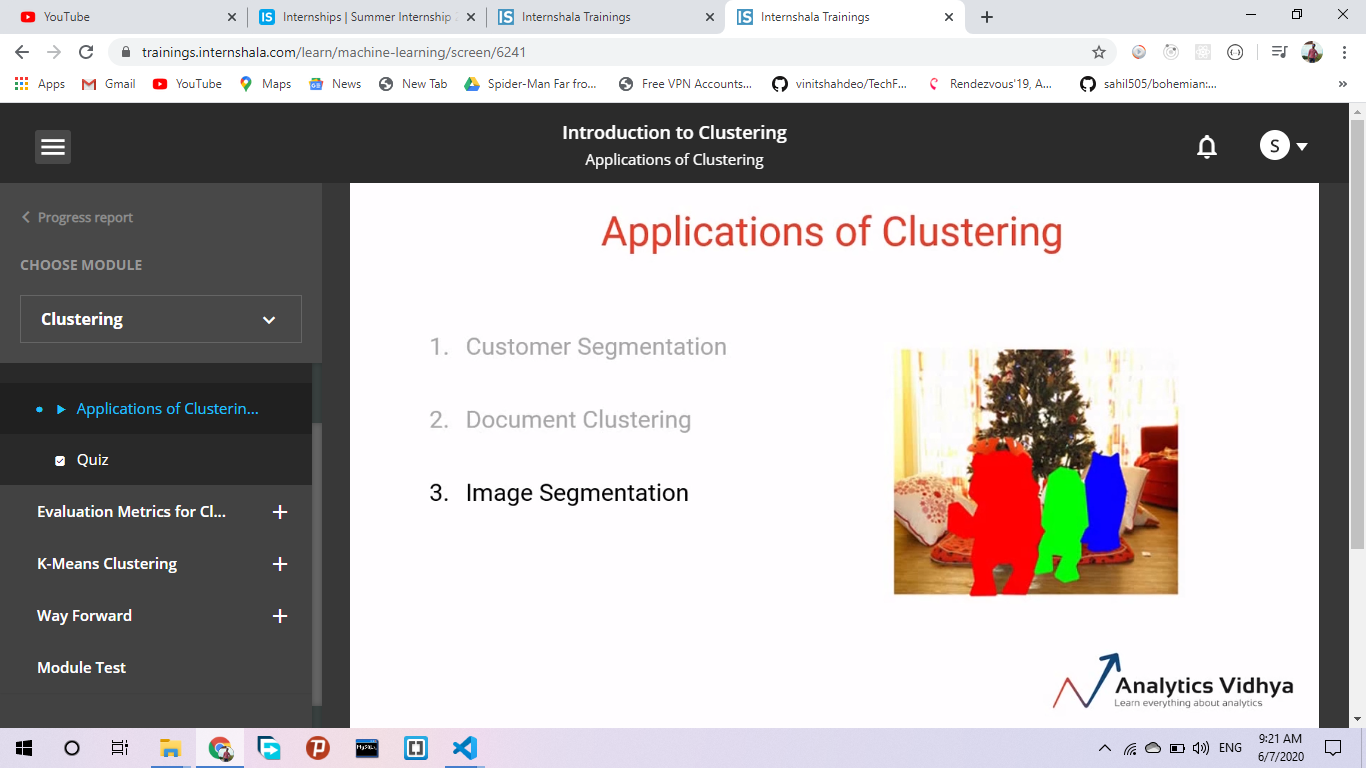 YouTube
Internships | Summer Internship
Internshala Trainings
Internshala Trainings
trainings.internshala.com/learn/machine-learning/screen/6241
Apps
Gmail
YouTube
Maps
News
New Tab
Spider-Man Far fro...
Free VPN Accounts...
vinitshahdeo/TechF...
Rendezvous'19, A...
sahil505/bohemian:...
Introduction to Clustering
Applications of Clustering
S
Progress report
CHOOSE MODULE
Clustering
Applications of Clusterin...
Quiz
Evaluation Metrics for Cl...
K-Means Clustering
Way Forward
Module Test
Applications of Clustering
1. Customer Segmentation
2. Document Clustering
3. Image Segmentation
Analytics Vidhya
Learn everything about analytics
ENG
9:21 AM
6/7/2020